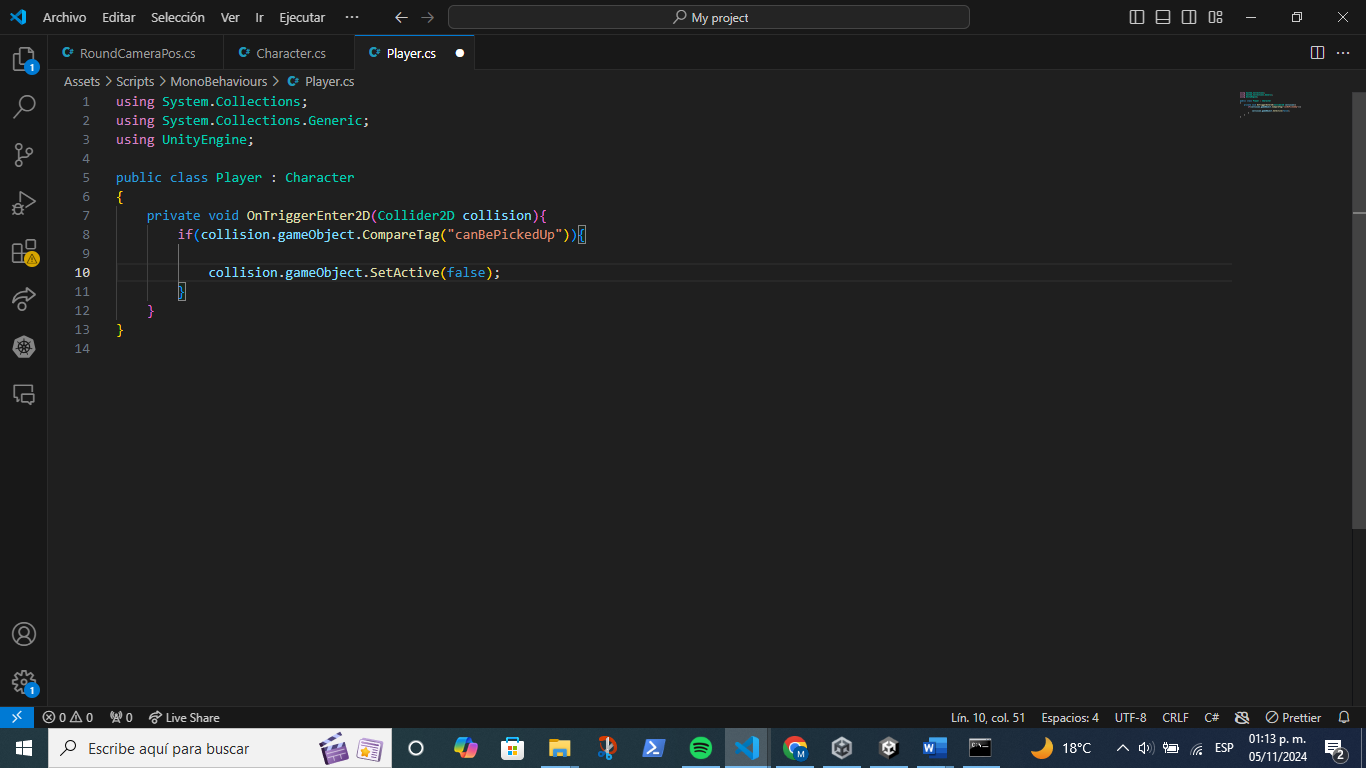 Archivo Editar Selección Ver Ir Ejecutar ··· My project
RoundCameraPos.cs Character.cs Player.cs
Assets > Scripts > MonoBehaviours > Player.cs
1 using System.Collections;
2 using System.Collections.Generic;
3 using UnityEngine;
4
5 public class Player : Character
6 {
7 private void OnTriggerEnter2D(Collider2D collision){
8 if(collision.gameObject.CompareTag("canBePickedUp")){
9
10 collision.gameObject.SetActive(false);
11 }
12 }
13 }
14
1
1
0 0 0 Live Share Lín. 10, col. 51 Espacios: 4 UTF-8 CRLF C# Prettier
Escribe aquí para buscar 18°C ESP 01:13 p. m.
05/11/2024 2